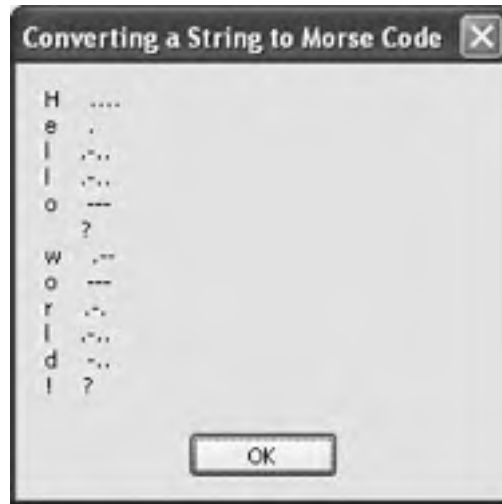 Converting a String to Morse Code
H ....
e .
l .-..
l .-..
o ---
?
w .--
o ---
r .-.
l .-..
d -..
! ?
OK